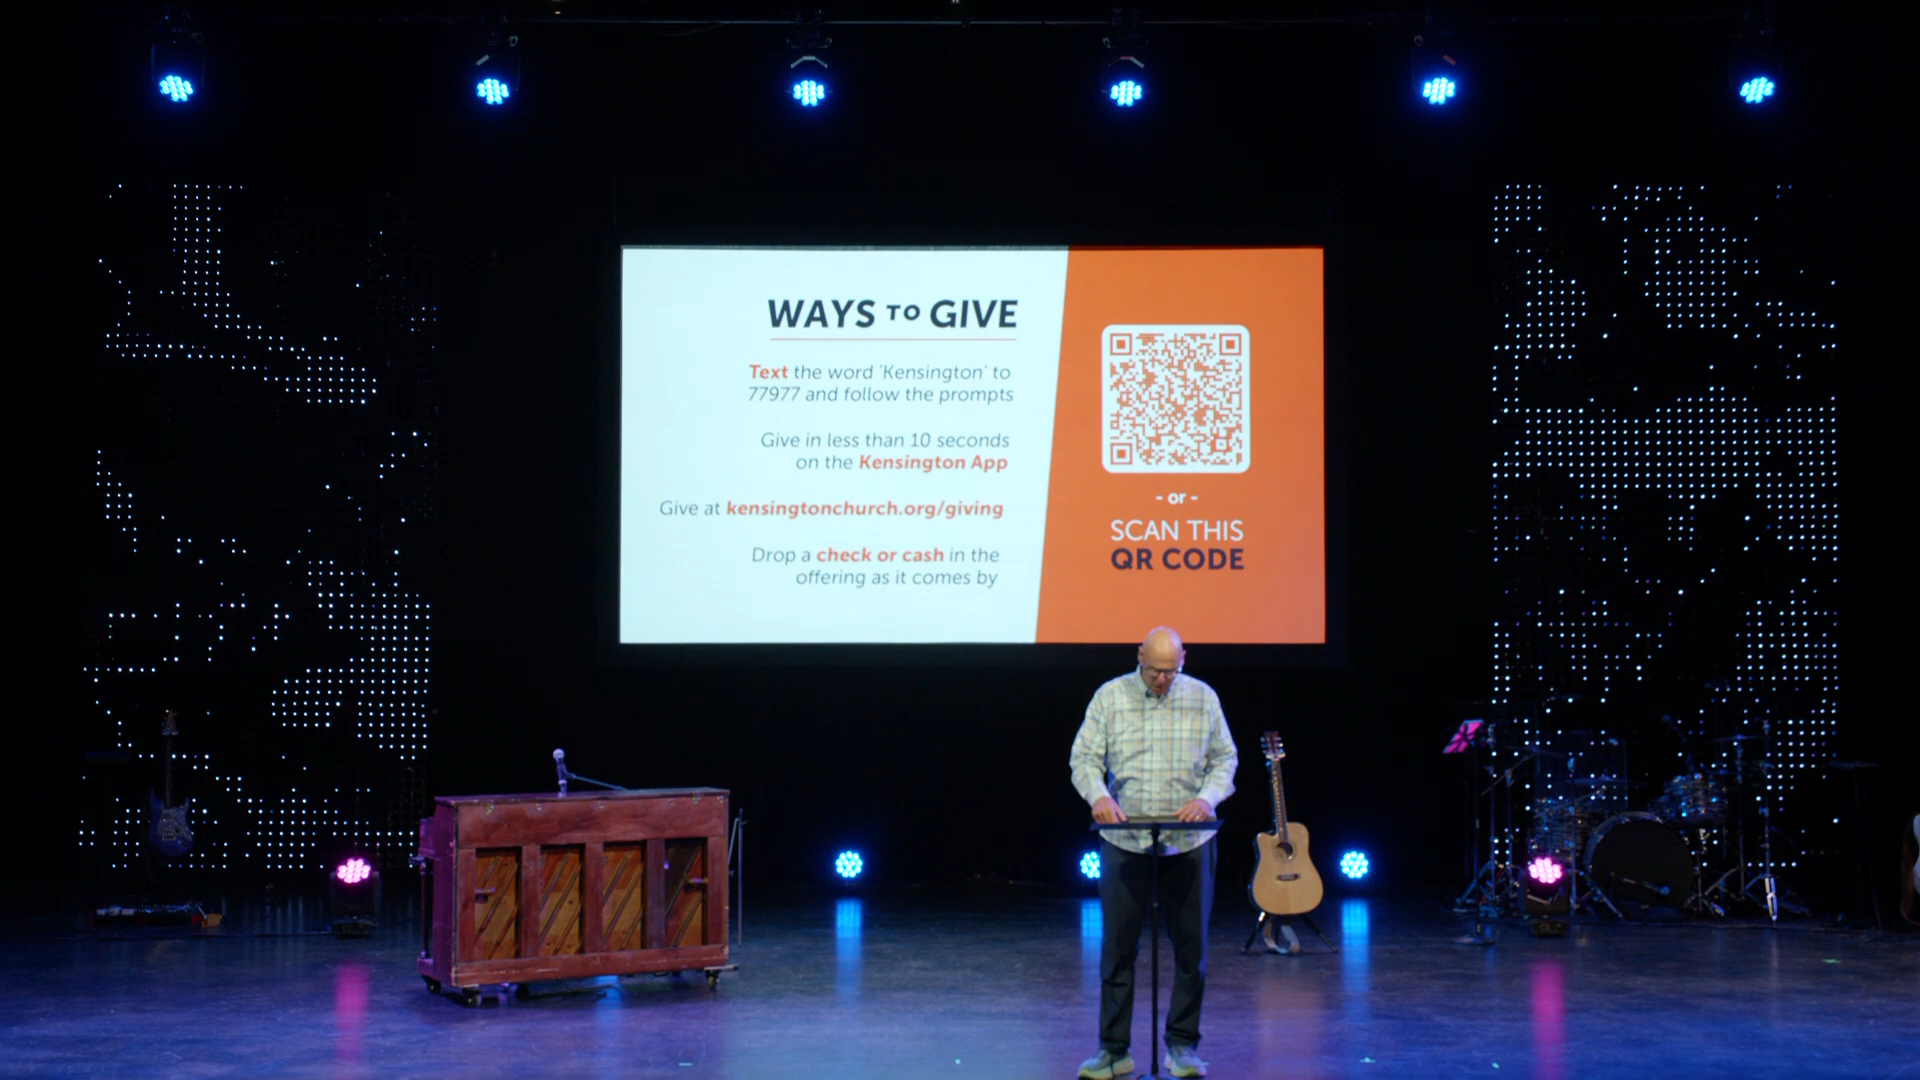 WAYS TO GIVE
Text the word 'Kensington' to
77977 and follow the prompts
Give in less than 10 seconds
on the Kensington App
Give at kensingtonchurch.org/giving
Drop a check or cash in the
offering as it comes by
- or -
SCAN THIS
QR CODE